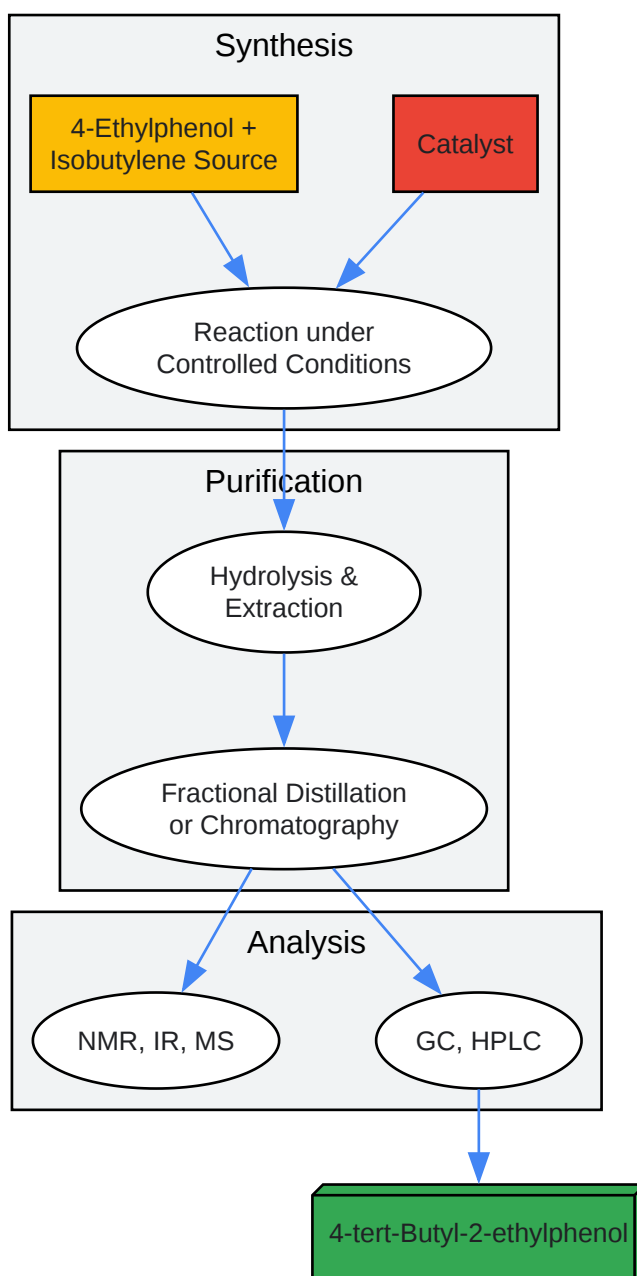 Synthesis
4-Ethylphenol +
Isobutylene Source
Catalyst
Reaction under
Controlled Conditions
Purification
Hydrolysis &
Extraction
Fractional Distillation
or Chromatography
Analysis
NMR, IR, MS
GC, HPLC
4-tert-Butyl-2-ethylphenol